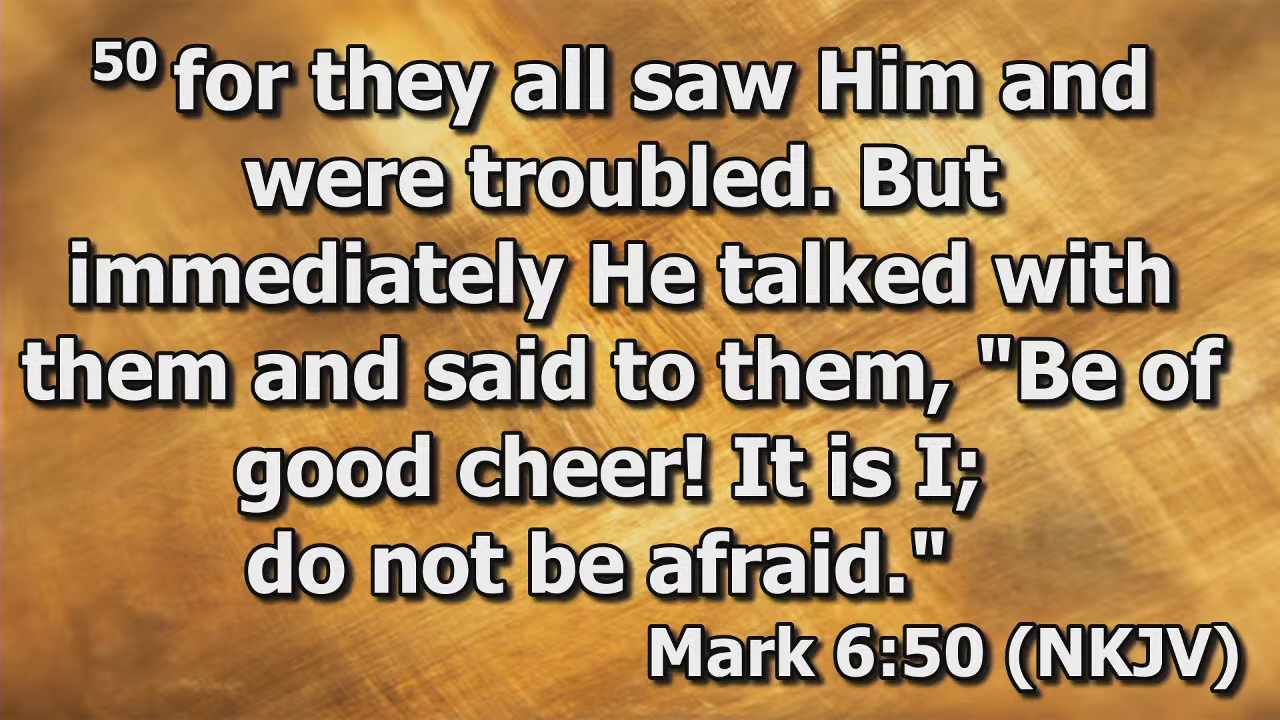 50 for they all saw Him and
were troubled. But
immediately He talked with
them and said to them, "Be of
good cheer! It is I;
do not be afraid."
Mark 6:50 (NKJV)